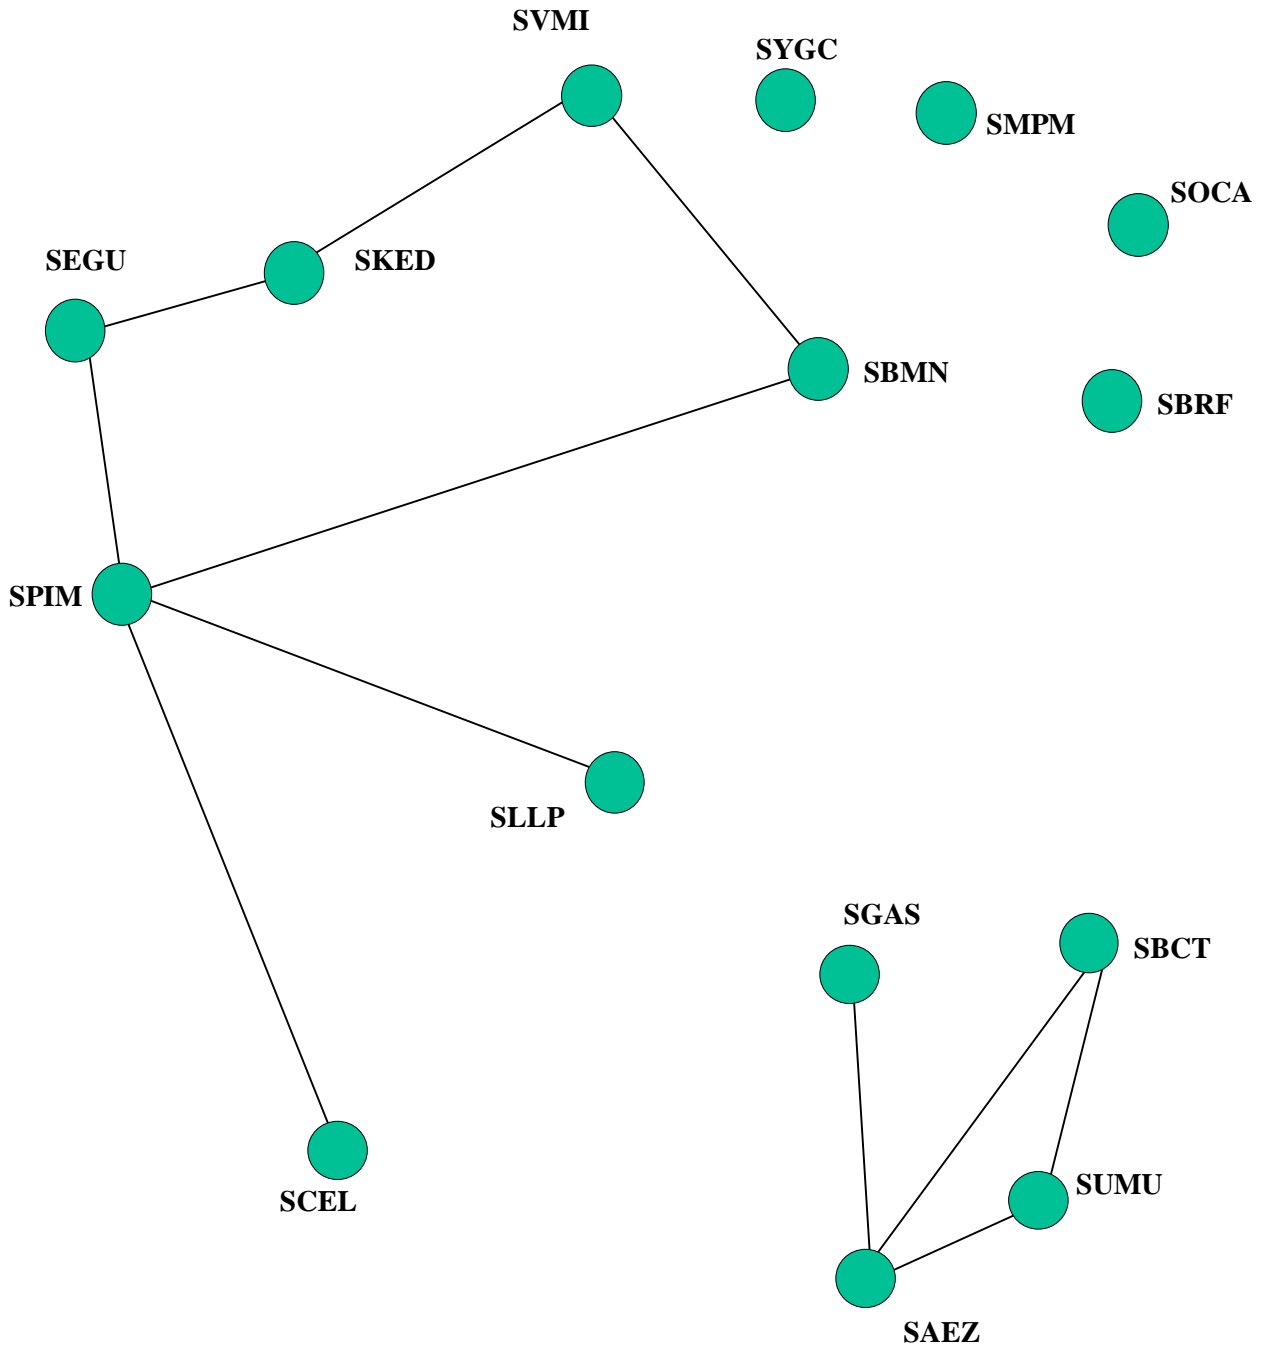 SVMI
SYGC
SMPM
SOCA
SEGU
SKED
SBMN
SBRF
SPIM
SLLP
SGAS
SBCT
SUMU
SCEL
SAEZ